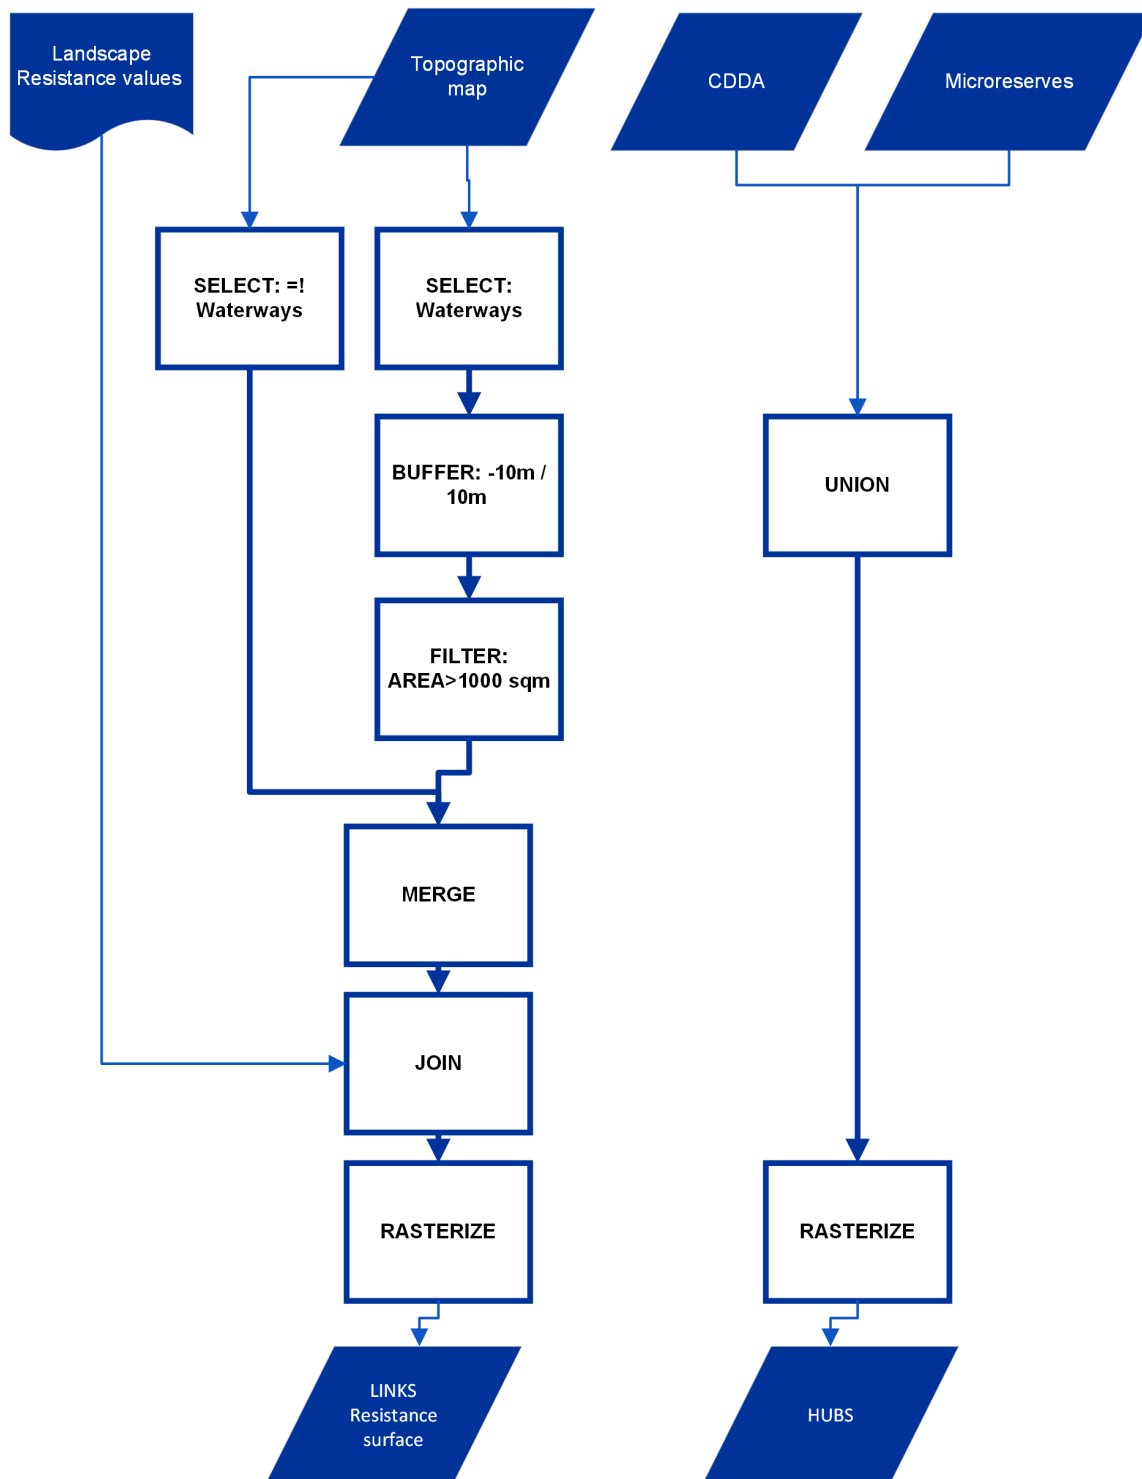 Landscape
Resistance values
Topographic
map
CDDA
Microreserves
SELECT: =!
Waterways
SELECT:
Waterways
BUFFER: -10m /
10m
UNION
FILTER:
AREA>1000 sqm
MERGE
JOIN
RASTERIZE
RASTERIZE
LINKS
Resistance
surface
HUBS